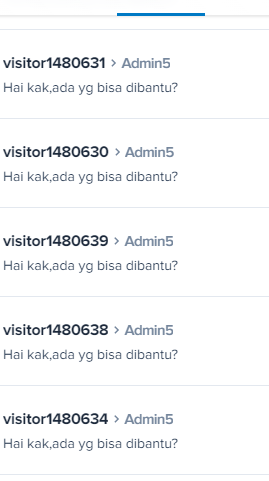 visitor1480631 > Admin5
Hai kak,ada yg bisa dibantu?
visitor1480630 > Admin5
Hai kak,ada yg bisa dibantu?
visitor1480639 > Admin5
Hai kak,ada yg bisa dibantu?
visitor1480638 > Admin5
Hai kak,ada yg bisa dibantu?
visitor1480634 > Admin5
Hai kak,ada yg bisa dibantu?